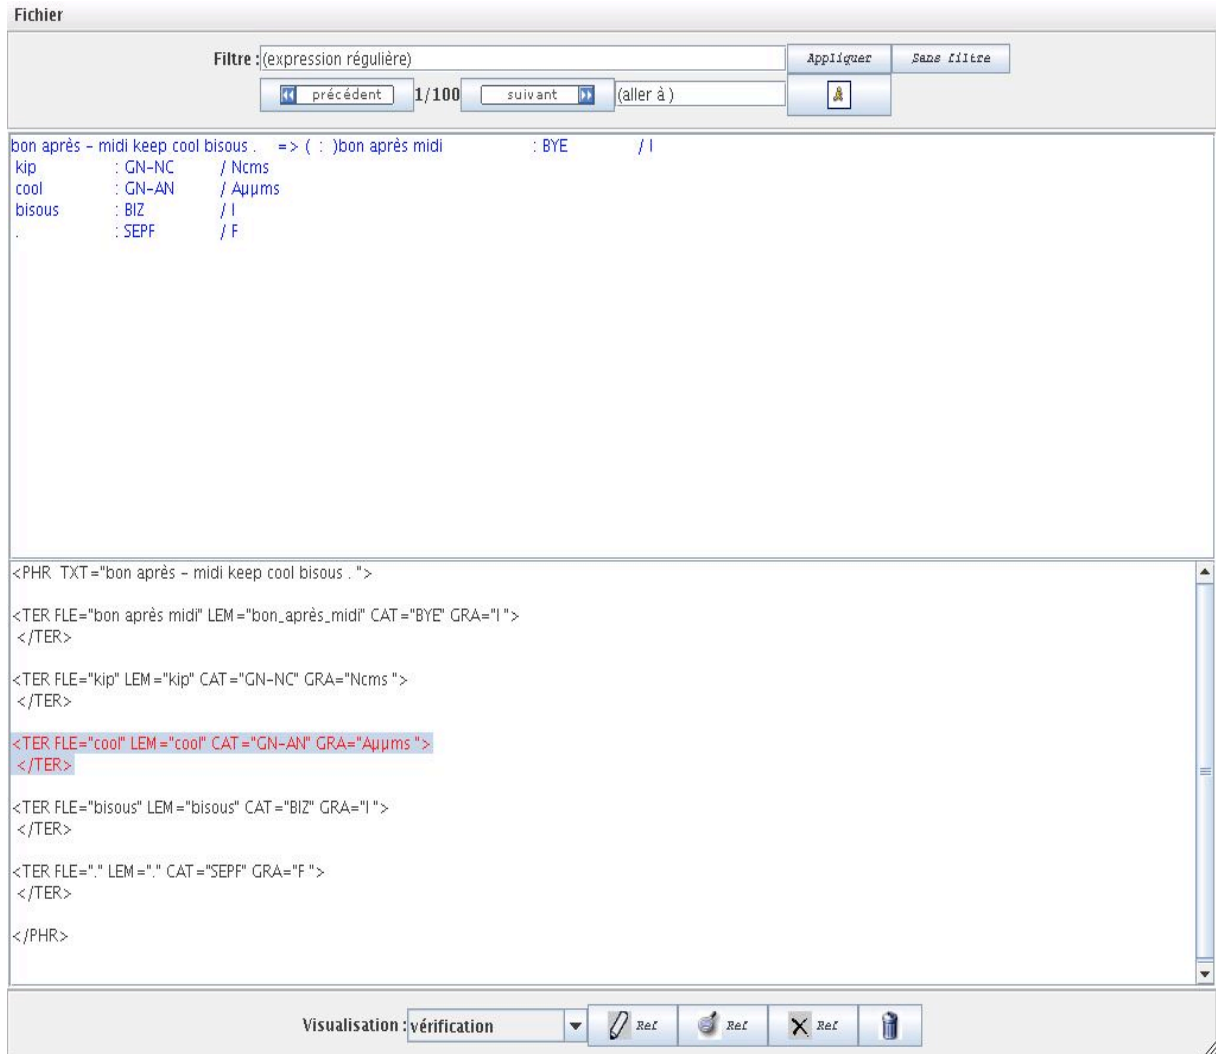 Fichier
Filtre : (expression régulière) Appliquer Sans filtre
précédent 1/100 suivant (aller à )
bon après - midi keep cool bisous . => ( : )bon après midi : BYE / I
kip : GN-NC / Ncms
cool : GN-AN / Aμμms
bisous : BIZ / I
. : SEPF / F
<PHR TXT="bon après - midi keep cool bisous . ">
<TER FLE="bon après midi" LEM="bon_après_midi" CAT="BYE" GRA="I ">
</TER>
<TER FLE="kip" LEM="kip" CAT="GN-NC" GRA="Ncms ">
</TER>
<TER FLE="cool" LEM="cool" CAT="GN-AN" GRA="Aμμms ">
</TER>
<TER FLE="bisous" LEM="bisous" CAT="BIZ" GRA="I ">
</TER>
<TER FLE="." LEM="." CAT="SEPF" GRA="F ">
</TER>
</PHR>
Visualisation : vérification Ref Ref Ref